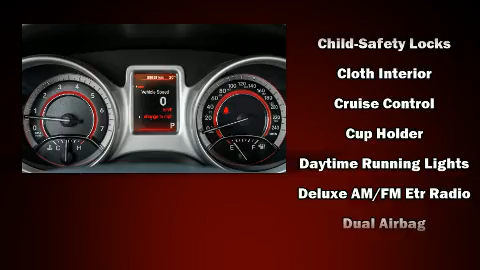 Child-Safety Locks
Cloth Interior
Cruise Control
Cup Holder
Daytime Running Lights
Deluxe AM/FM Etr Radio
Dual Airbag
Vehicle Speed
0
P
C H
E F